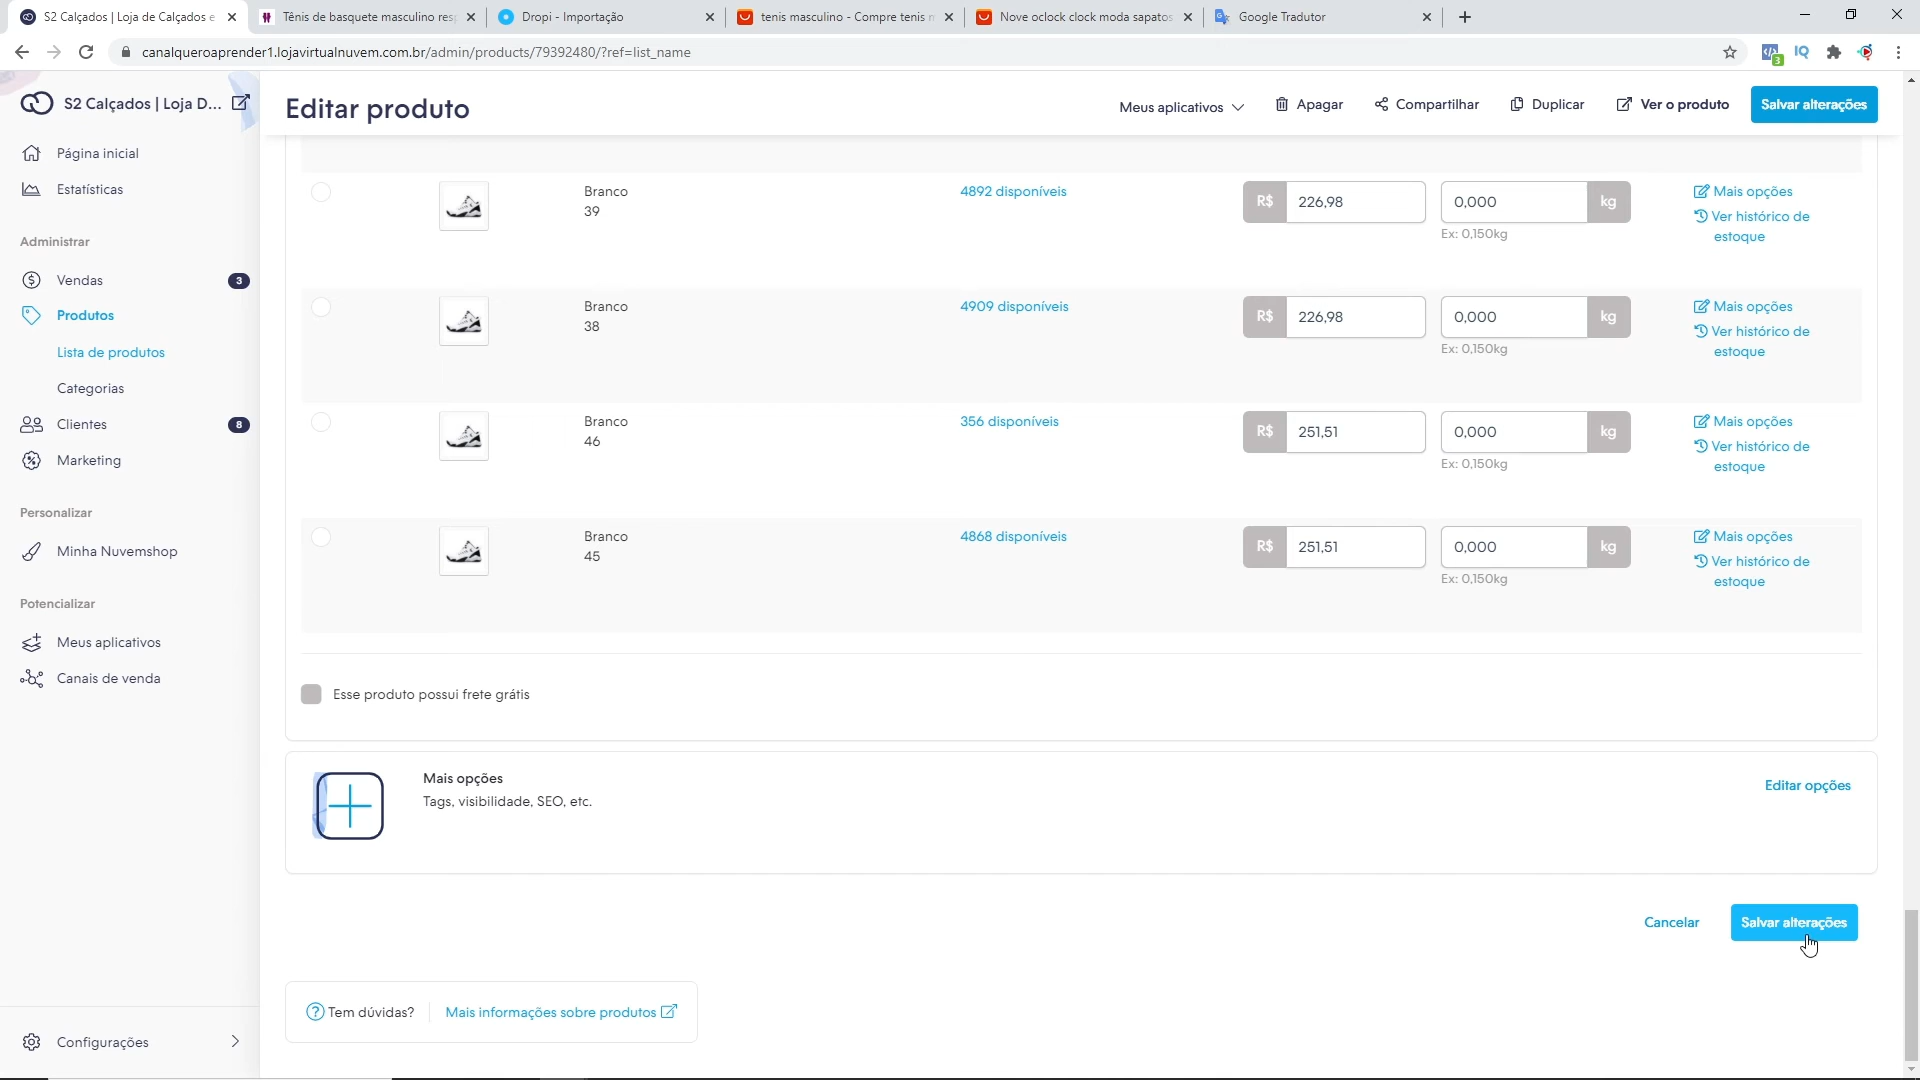 S2 Calçados | Loja de Calçados e
Tênis de basquete masculino resp
Dropi - Importação
tenis masculino - Compre tenis m
Nove oclock clock moda sapatos
Google Tradutor
canalqueroaprender1.lojavirtualnuvem.com.br/admin/products/79392480/?ref=list_name
3
IQ
S2 Calçados | Loja D...
Editar produto
Meus aplicativos
Apagar
Compartilhar
Duplicar
Ver o produto
Salvar alterações
Página inicial
Estatísticas
Administrar
Vendas
3
Produtos
Lista de produtos
Categorias
Clientes
8
Marketing
Personalizar
Minha Nuvemshop
Potencializar
Meus aplicativos
Canais de venda
Configurações
Branco
39
4892 disponíveis
R$
226,98
0,000
kg
Ex: 0,150kg
Mais opções
Ver histórico de
estoque
Branco
38
4909 disponíveis
R$
226,98
0,000
kg
Ex: 0,150kg
Mais opções
Ver histórico de
estoque
Branco
46
356 disponíveis
R$
251,51
0,000
kg
Ex: 0,150kg
Mais opções
Ver histórico de
estoque
Branco
45
4868 disponíveis
R$
251,51
0,000
kg
Ex: 0,150kg
Mais opções
Ver histórico de
estoque
Esse produto possui frete grátis
Mais opções
Tags, visibilidade, SEO, etc.
Editar opções
Cancelar
Salvar alterações
? Tem dúvidas?
Mais informações sobre produtos